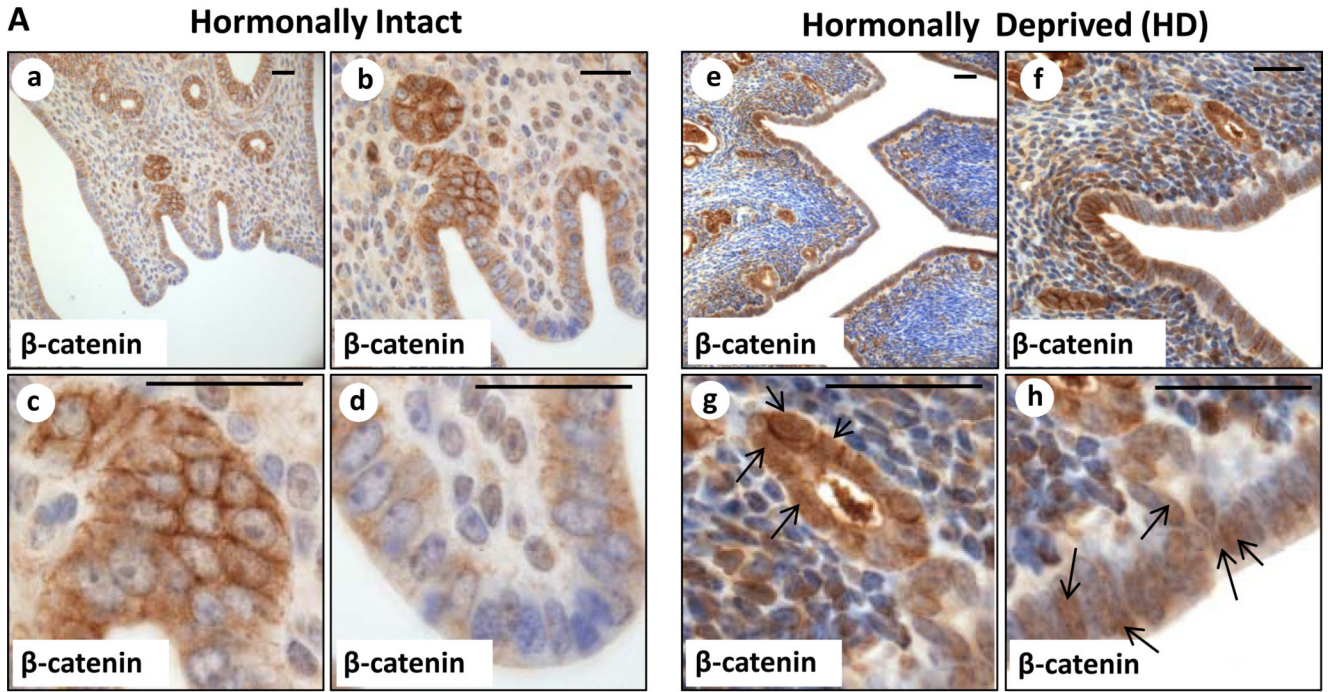 A
Hormonally Intact
Hormonally Deprived (HD)
a
b
e
f
β-catenin
β-catenin
β-catenin
β-catenin
c
d
g
h
β-catenin
β-catenin
β-catenin
β-catenin